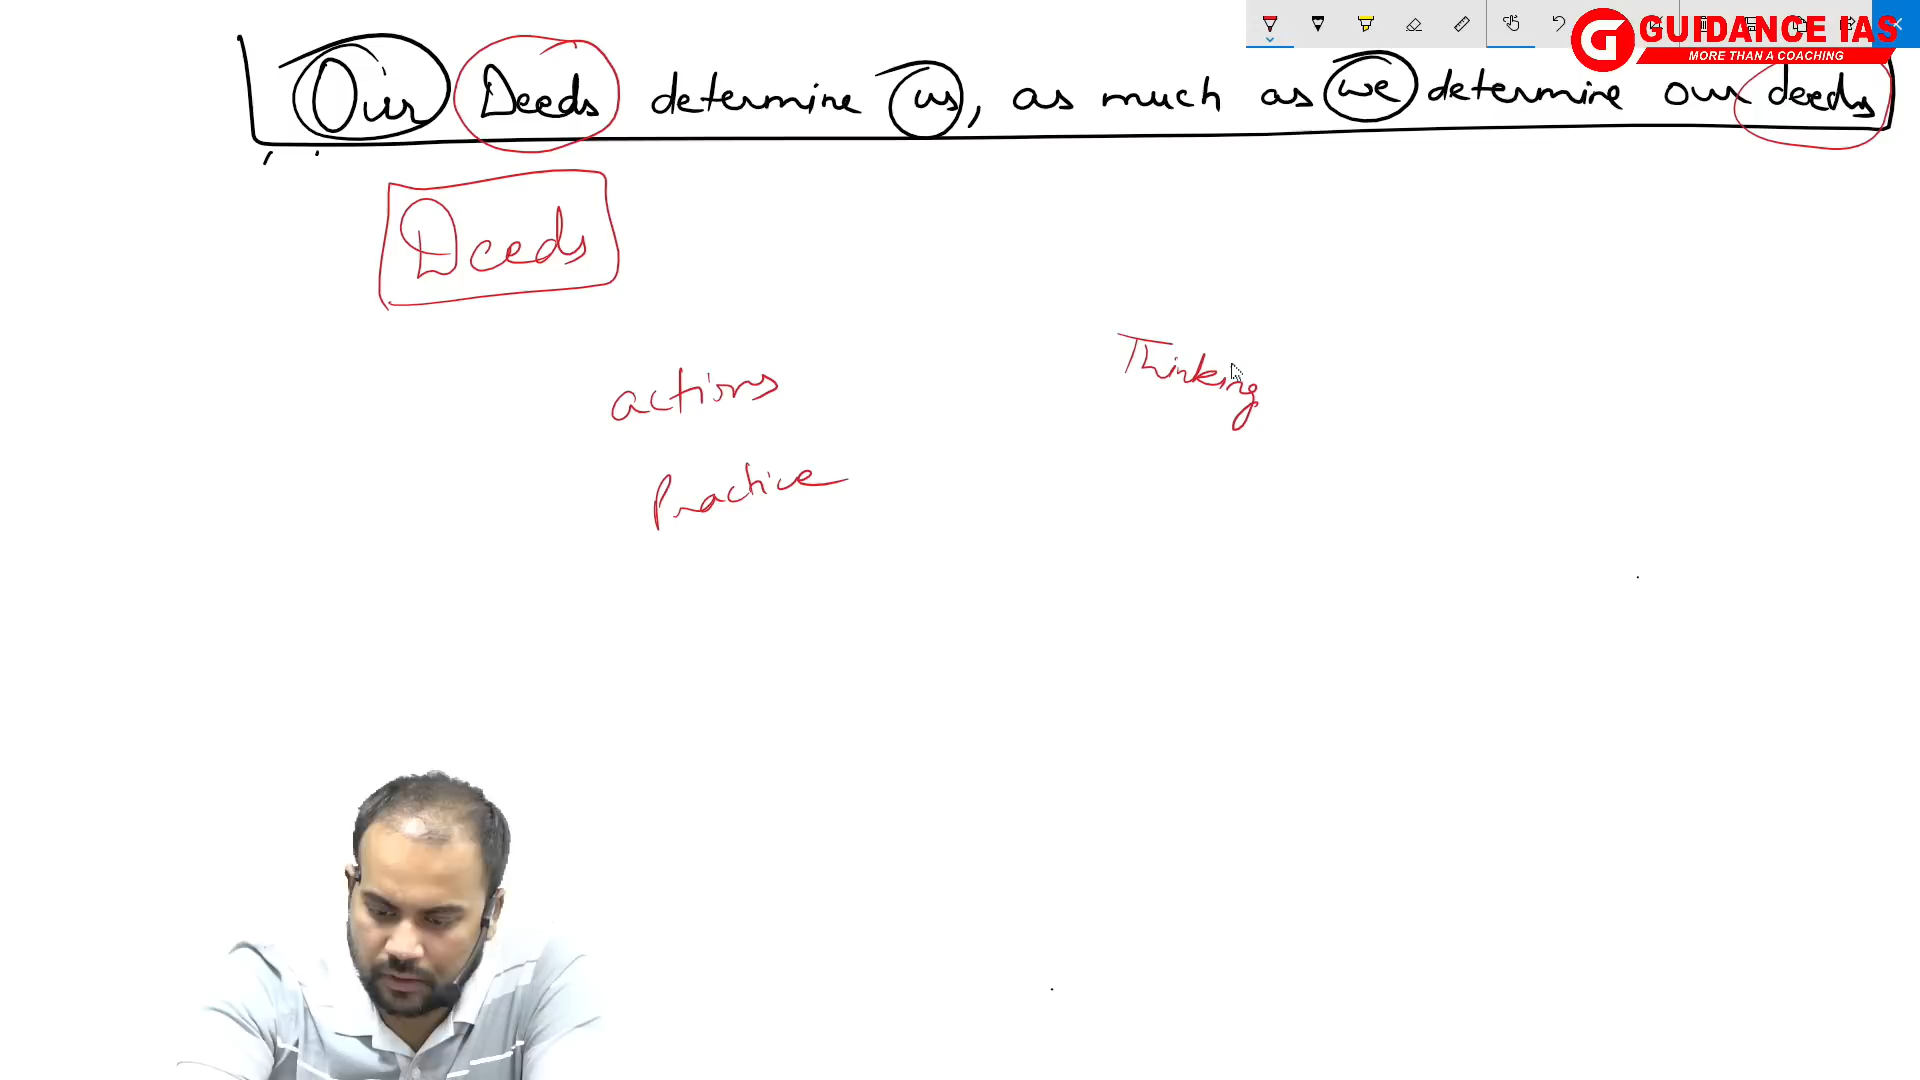 GUIDANCE IAS
MORE THAN A COACHING
Our Deeds determine us, as much as we determine our deeds
Deeds
Thinking
actions
Practice